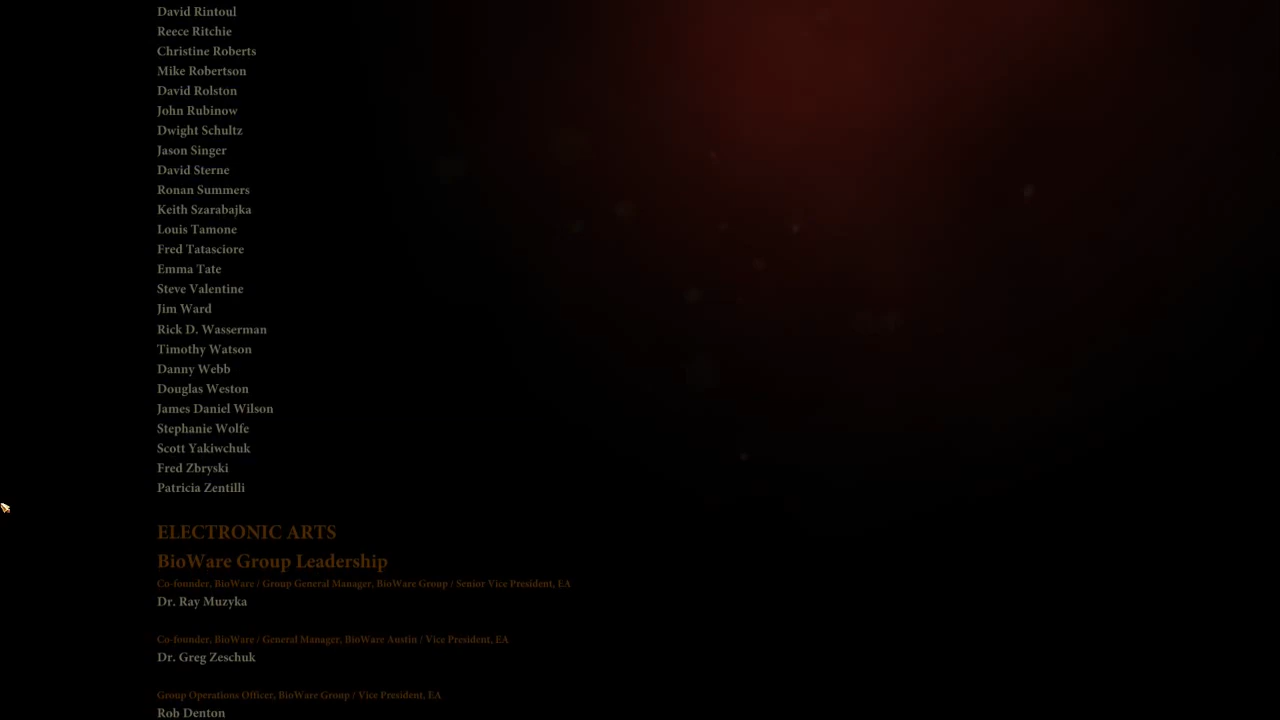 David Rintoul
Reece Ritchie
Christine Roberts
Mike Robertson
David Rolston
John Rubinow
Dwight Schultz
Jason Singer
David Sterne
Ronan Summers
Keith Szarabajka
Louis Tamone
Fred Tatasciore
Emma Tate
Steve Valentine
Jim Ward
Rick D. Wasserman
Timothy Watson
Danny Webb
Douglas Weston
James Daniel Wilson
Stephanie Wolfe
Scott Yakiwchuk
Fred Zbryski
Patricia Zentilli
ELECTRONIC ARTS
BioWare Group Leadership
Co-founder, BioWare / Group General Manager, BioWare Group / Senior Vice President, EA
Dr. Ray Muzyka
Co-founder, BioWare / General Manager, BioWare Austin / Vice President, EA
Dr. Greg Zeschuk
Group Operations Officer, BioWare Group / Vice President, EA
Rob Denton